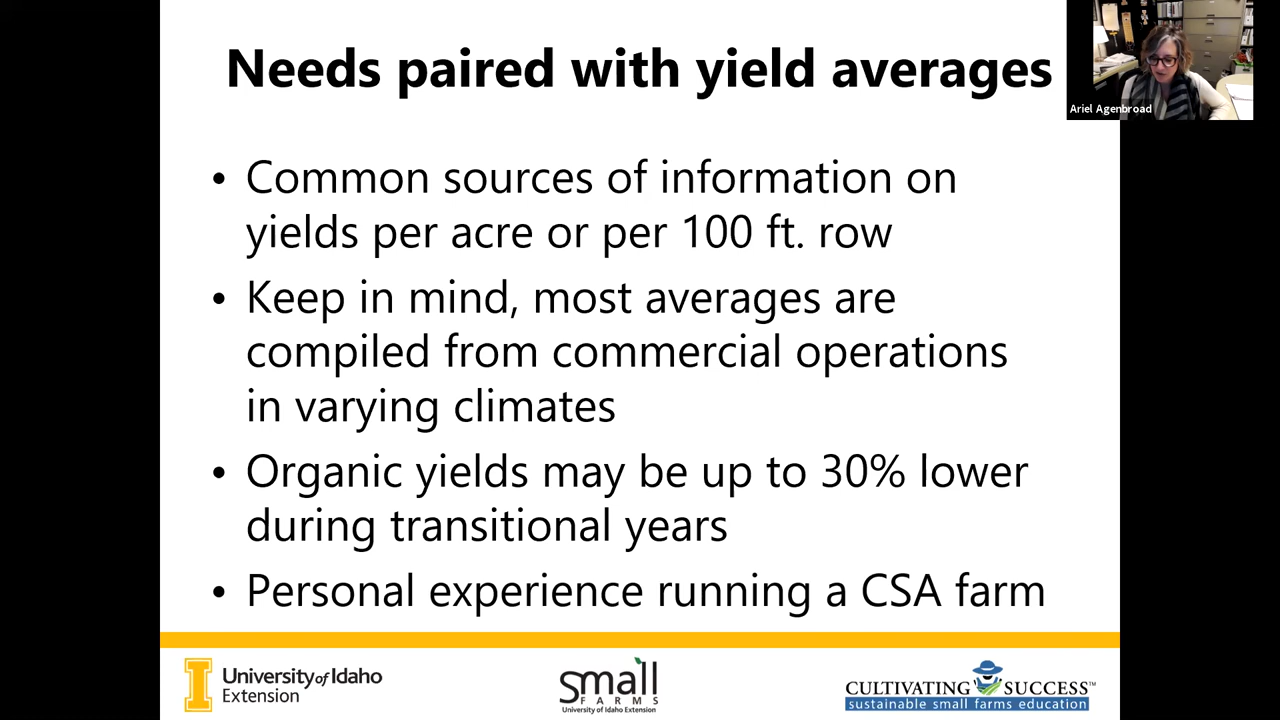 Needs paired with yield averages
Ariel Agenbroad
• Common sources of information on
yields per acre or per 100 ft. row
• Keep in mind, most averages are
compiled from commercial operations
in varying climates
• Organic yields may be up to 30% lower
during transitional years
• Personal experience running a CSA farm
I
University of Idaho
Extension
small
FARMS
University of Idaho Extension
CULTIVATING SUCCESS™
sustainable small farms education